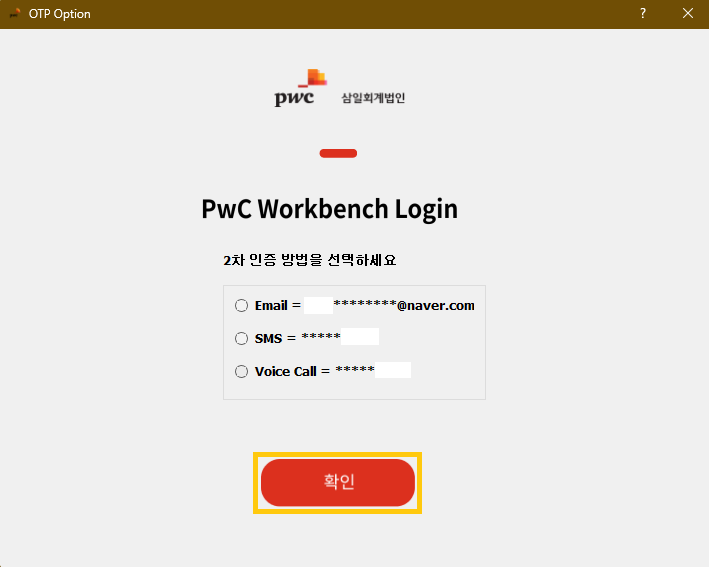 OTP Option
?
pwc 삼일회계법인
PwC Workbench Login
2차 인증 방법을 선택하세요
Email = ********@naver.com
SMS = *****
Voice Call = *****
확인